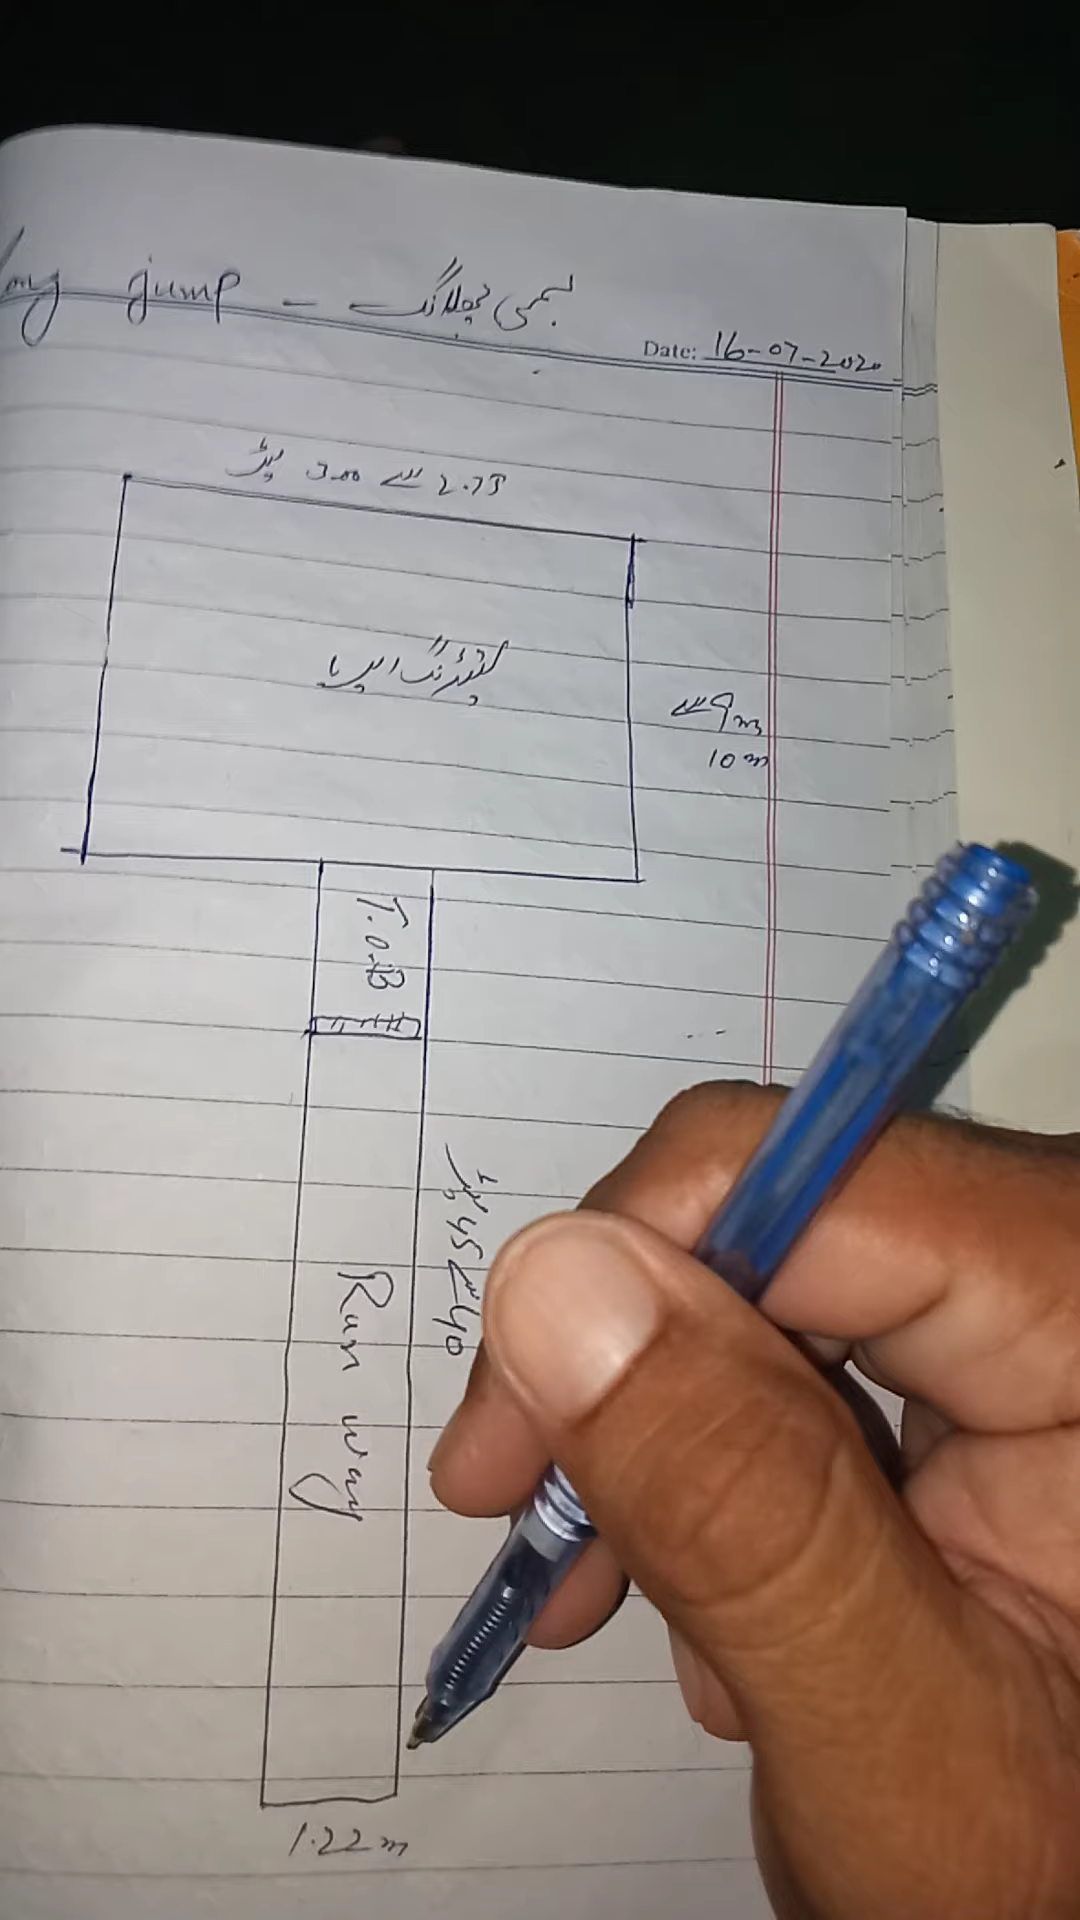 Long jump - لمبی چھلانگ
Date: 16-07-2020
2.75 سے 3.00 میٹر
لینڈنگ ایریا
9m سے
10m
T.O.B
40 سے 45 میٹر
Run way
1.22 m